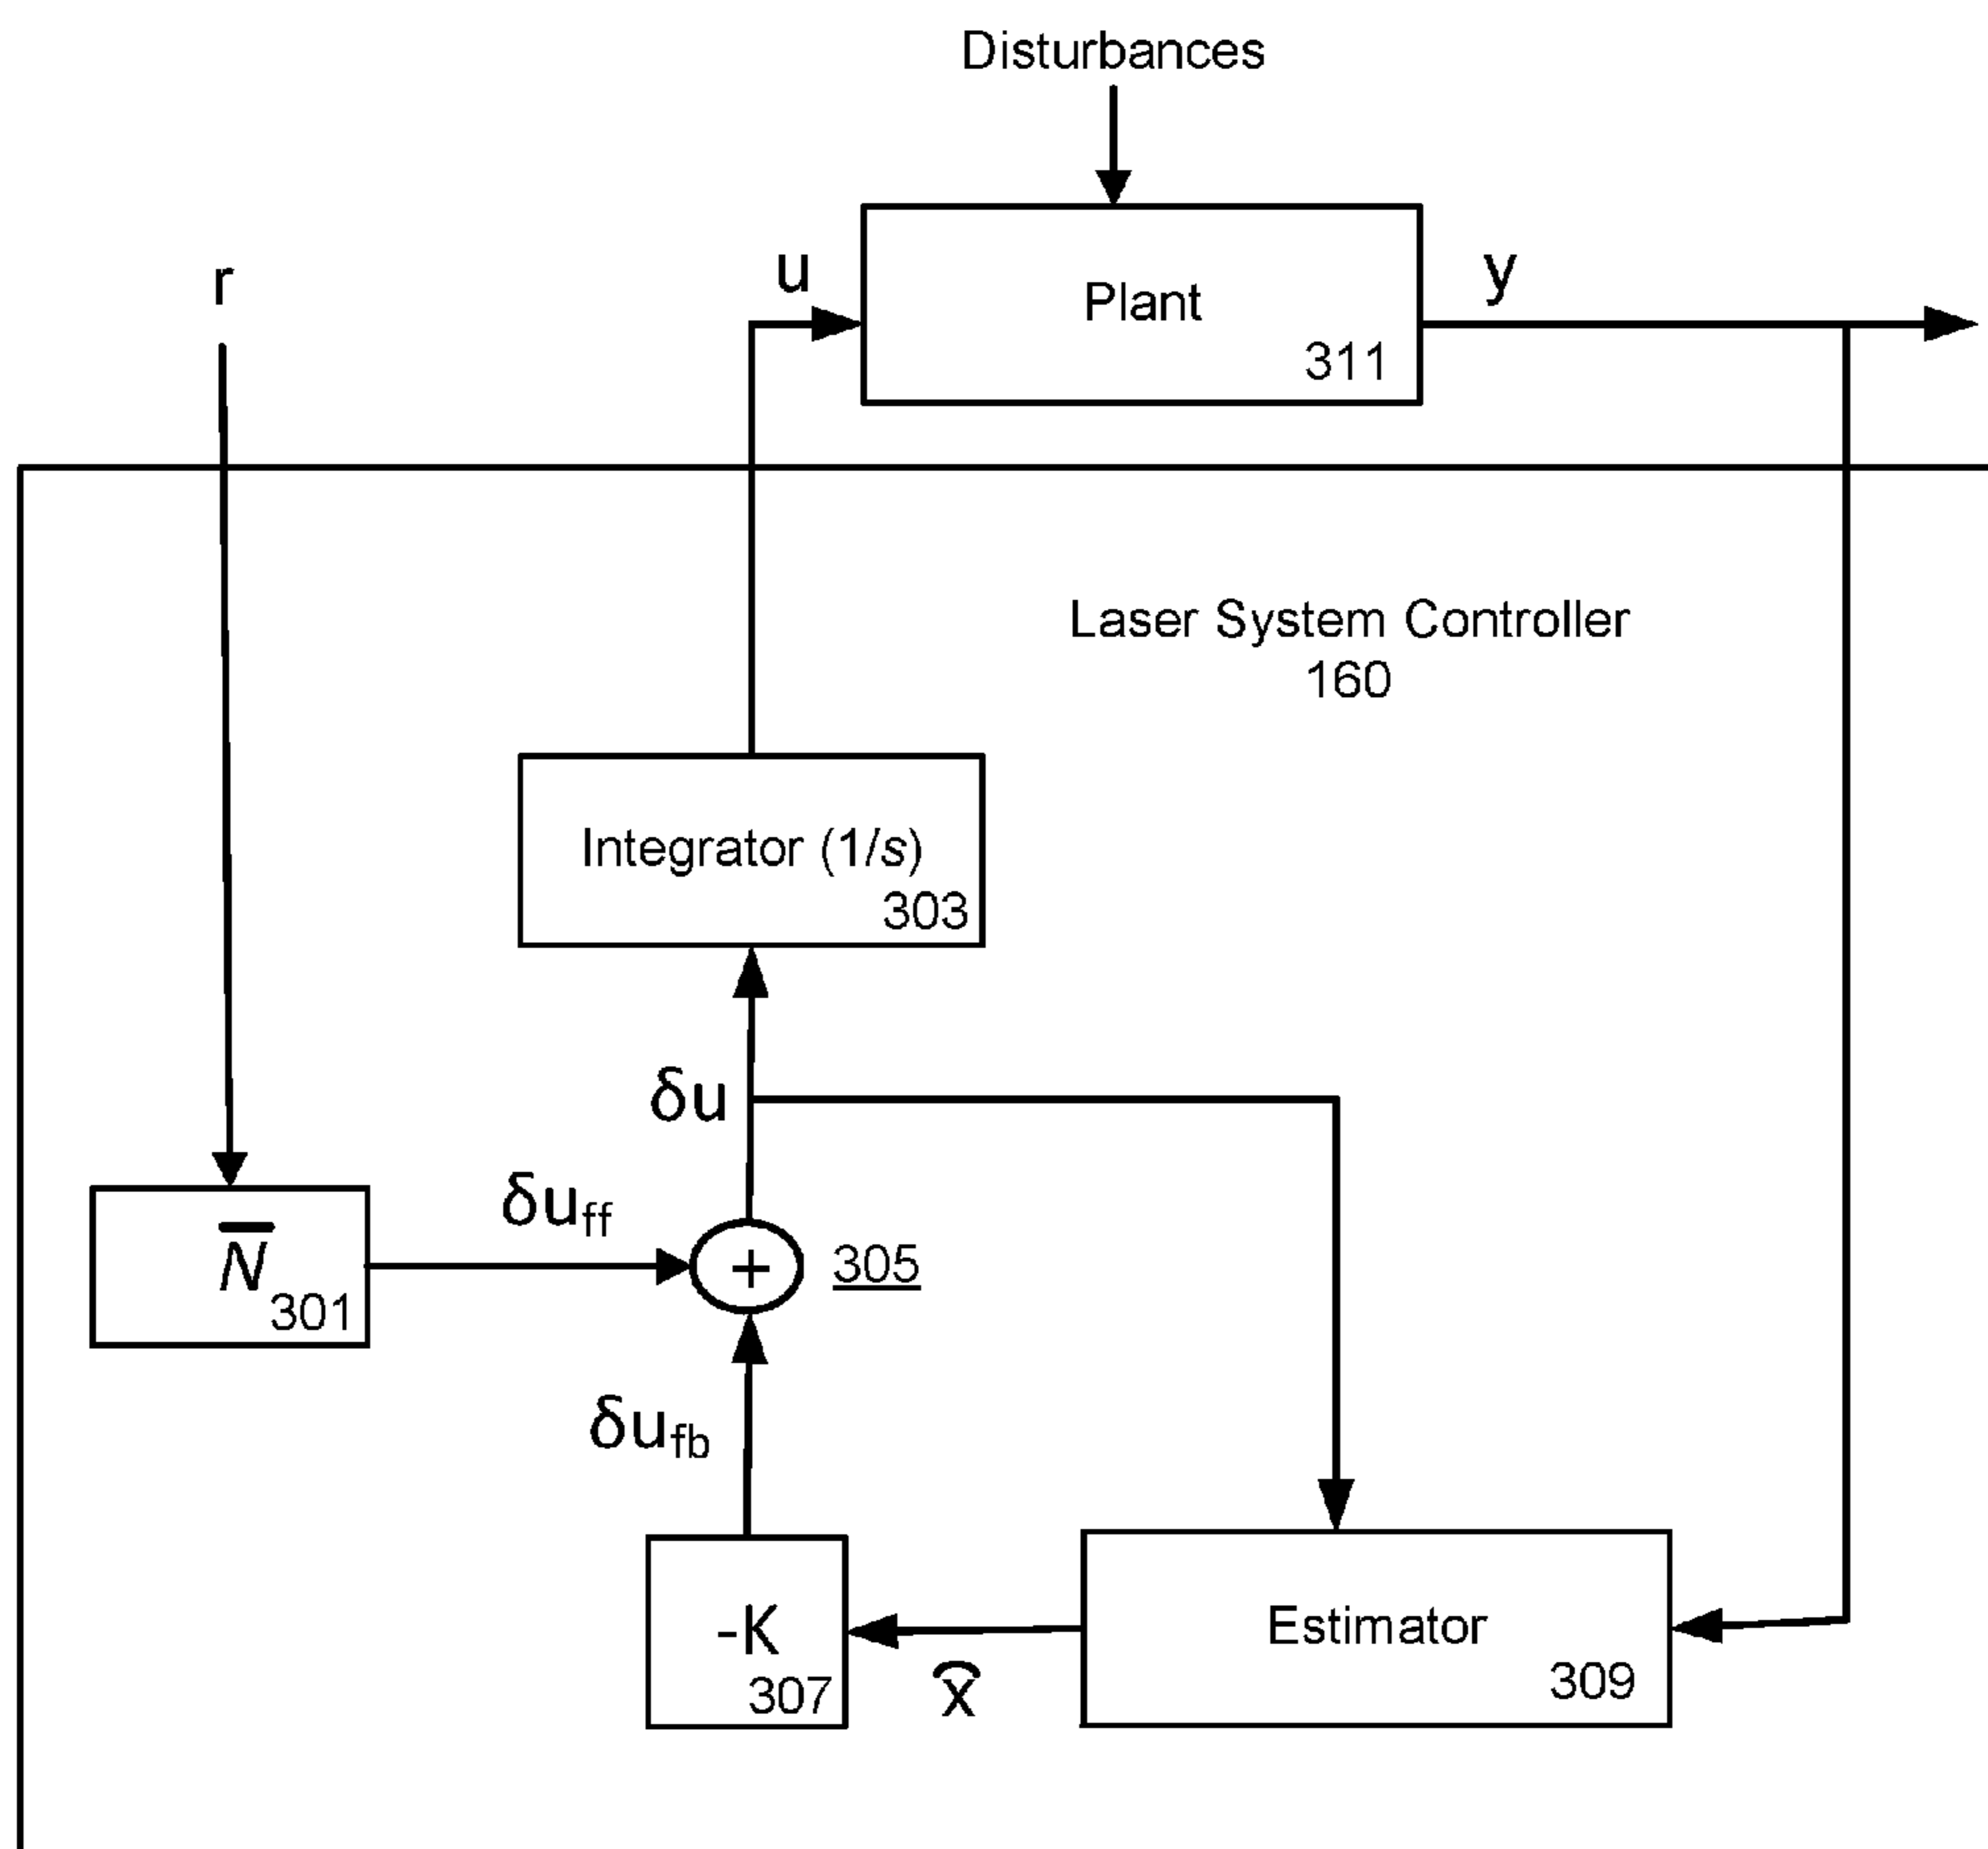 Disturbances
r
u
Plant
y
311
Laser System Controller
160
Integrator (1/s)
303
δu
δuff
N̅
301
+
305
δufb
-K
307
x̂
Estimator
309